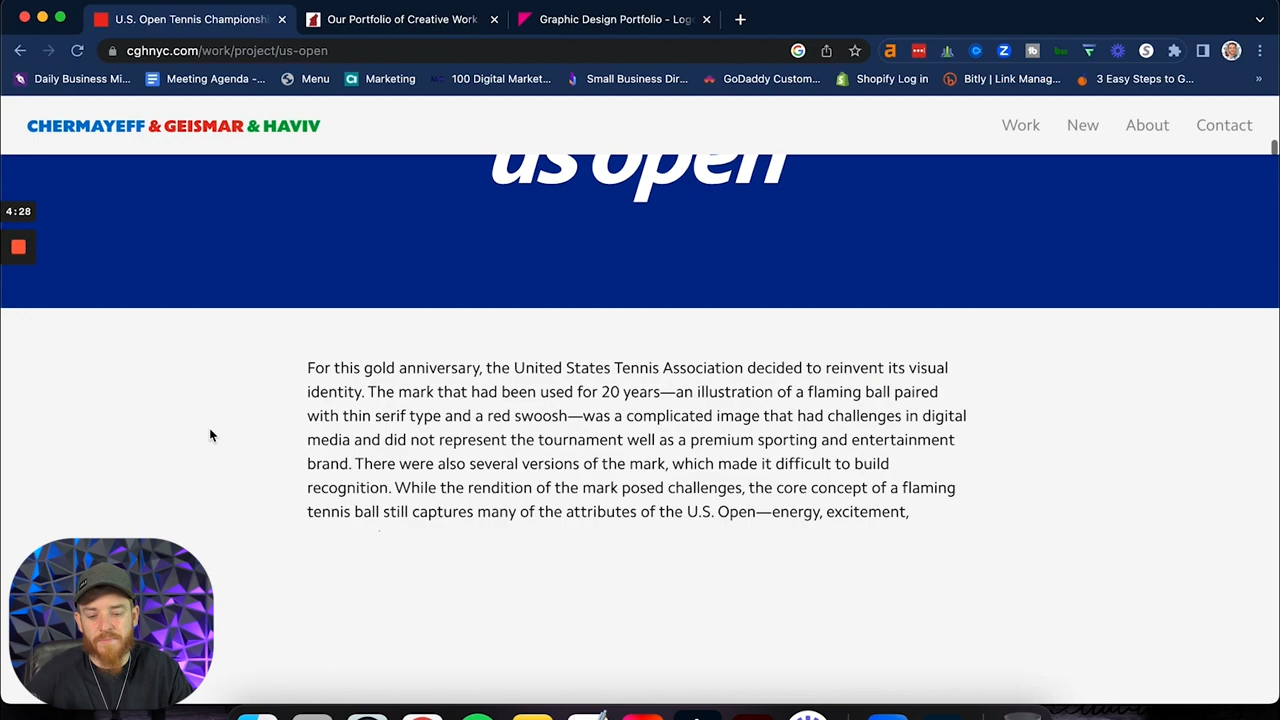 U.S. Open Tennis Championshi
Our Portfolio of Creative Work
Graphic Design Portfolio - Log
cghnyc.com/work/project/us-open
Daily Business Mi...
Meeting Agenda -...
Menu
Marketing
100 Digital Market...
Small Business Dir...
GoDaddy Custom...
Shopify Log in
Bitly | Link Manag...
3 Easy Steps to G...
CHERMAYEFF & GEISMAR & HAVIV
Work
New
About
Contact
us open
4:28
For this gold anniversary, the United States Tennis Association decided to reinvent its visual
identity. The mark that had been used for 20 years—an illustration of a flaming ball paired
with thin serif type and a red swoosh—was a complicated image that had challenges in digital
media and did not represent the tournament well as a premium sporting and entertainment
brand. There were also several versions of the mark, which made it difficult to build
recognition. While the rendition of the mark posed challenges, the core concept of a flaming
tennis ball still captures many of the attributes of the U.S. Open—energy, excitement,